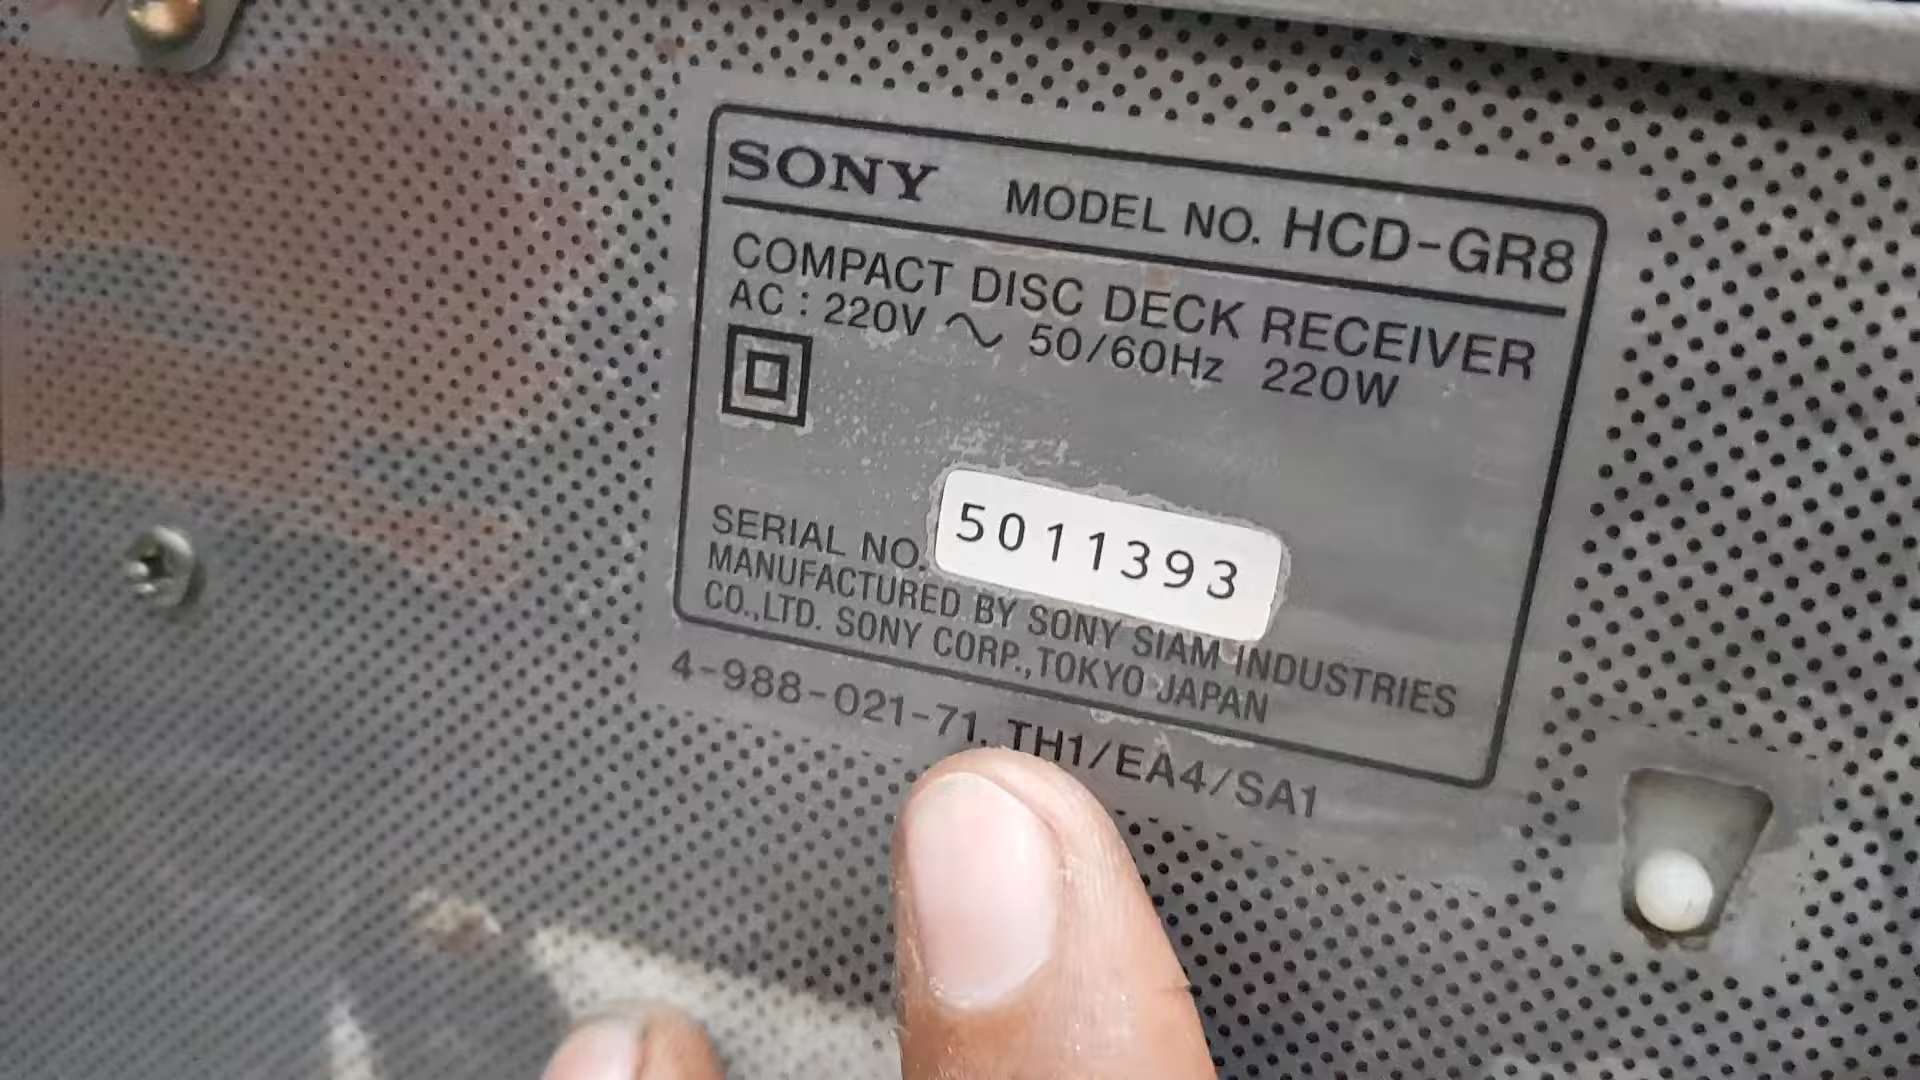 SONY MODEL NO. HCD-GR8
COMPACT DISC DECK RECEIVER
AC : 220V ～ 50/60Hz 220W
SERIAL NO. 5011393
MANUFACTURED BY SONY SIAM INDUSTRIES
CO.,LTD. SONY CORP.,TOKYO JAPAN
4-988-021-71. TH1/EA4/SA1